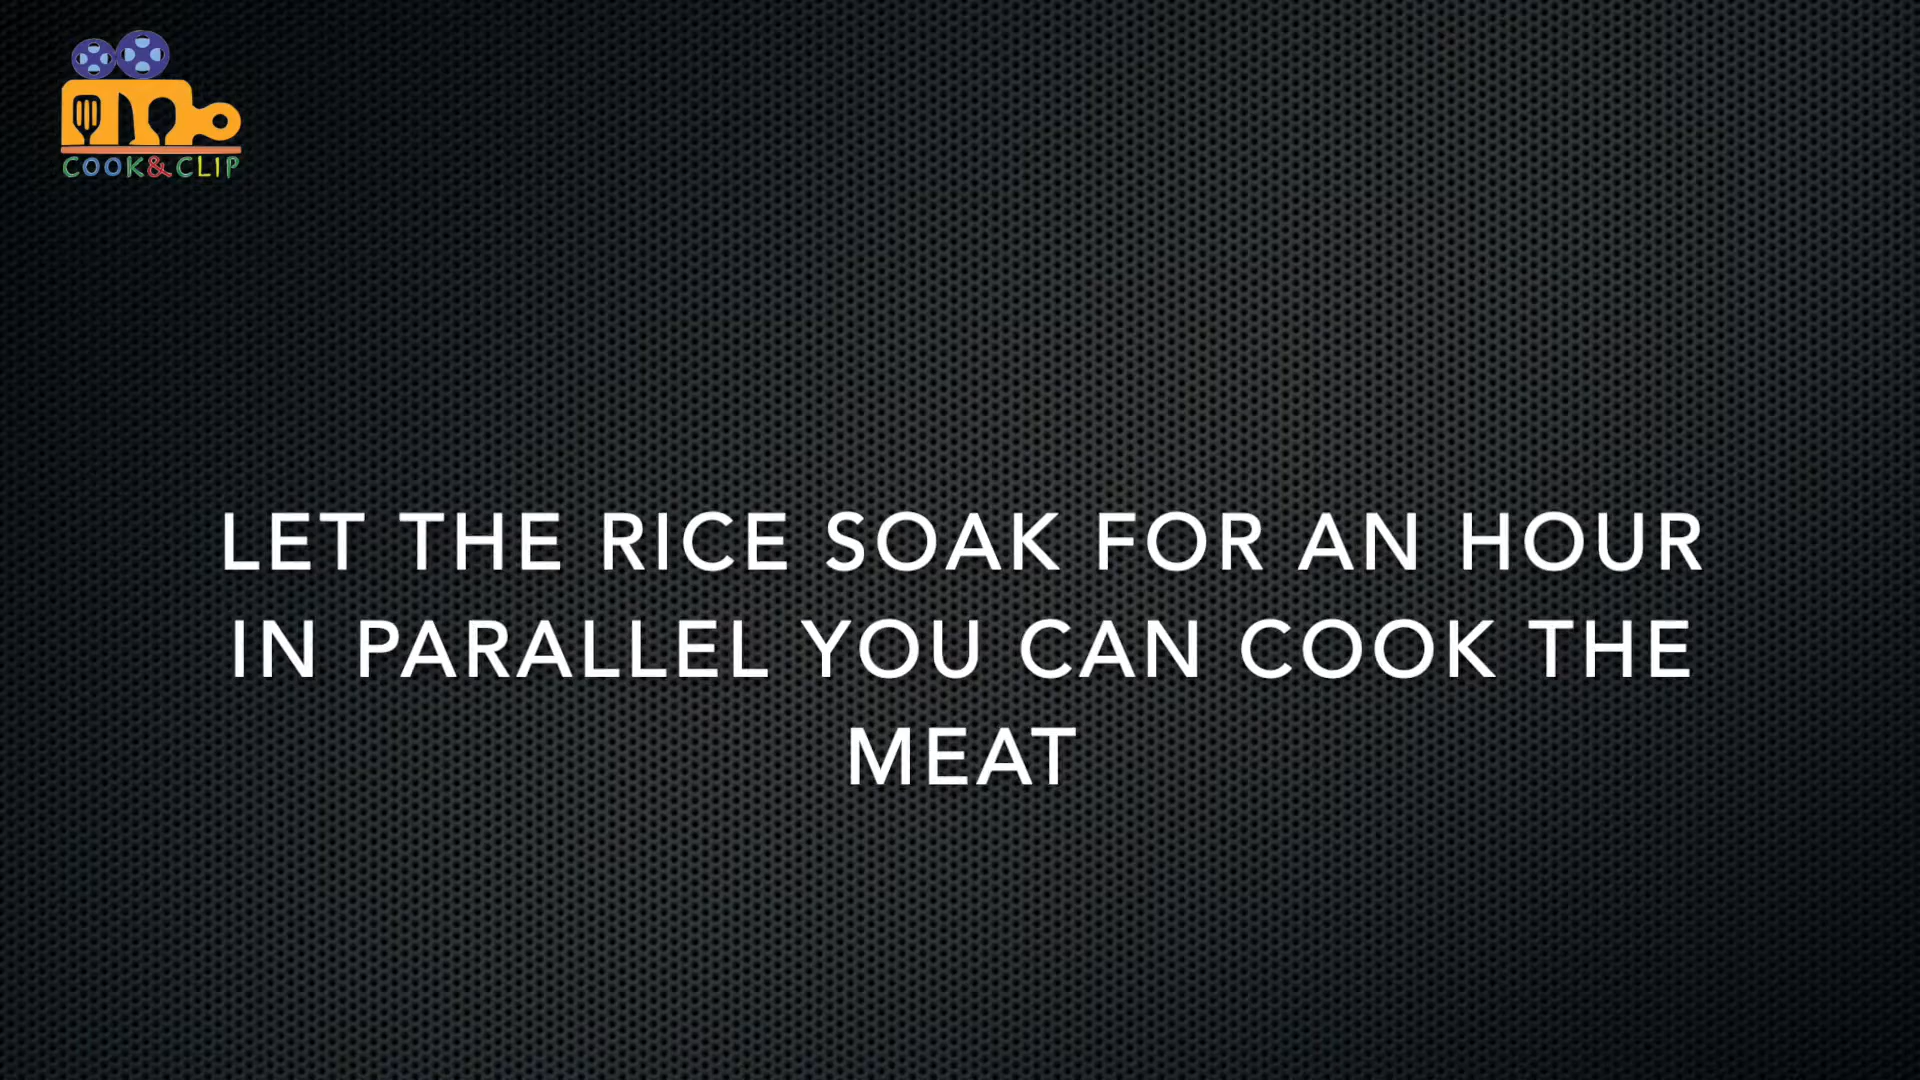 COOK&CLIP
LET THE RICE SOAK FOR AN HOUR
IN PARALLEL YOU CAN COOK THE
MEAT